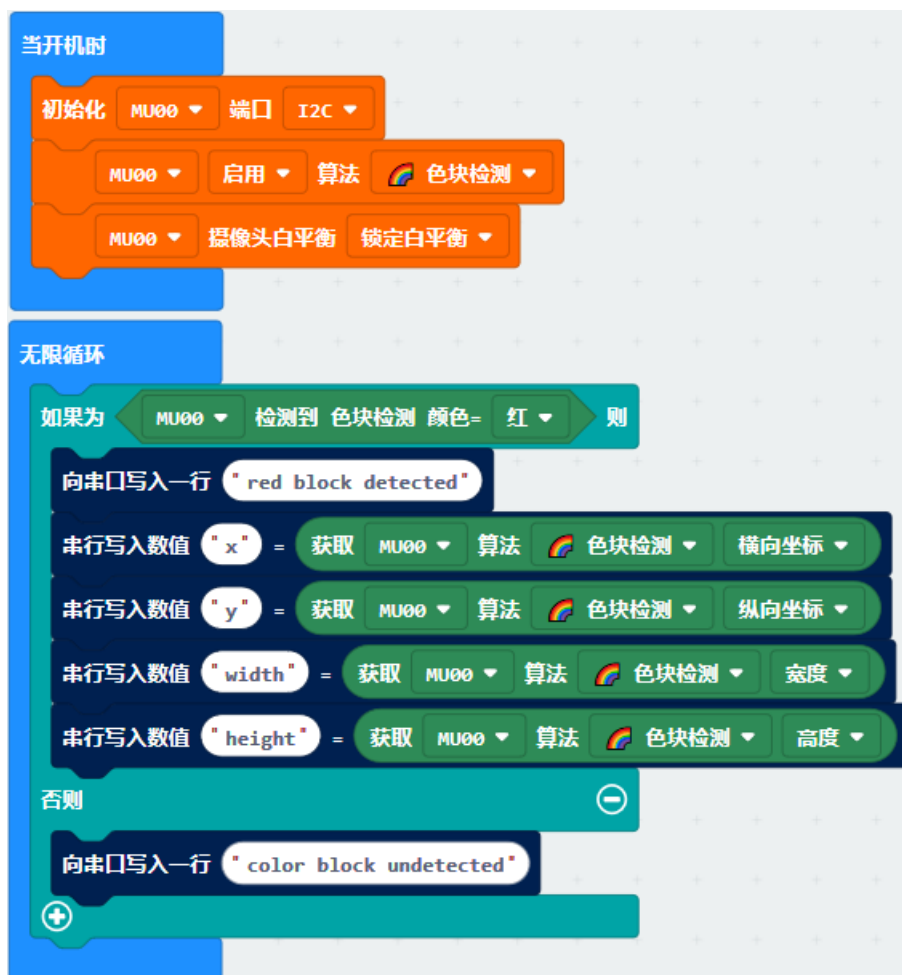 当开机时
初始化 MU00 端口 I2C
MU00 启用 算法 色块检测
MU00 摄像头白平衡 锁定白平衡
无限循环
如果为 MU00 检测到 色块检测 颜色= 红 则
向串口写入一行 "red block detected"
串行写入数值 "x" = 获取 MU00 算法 色块检测 横向坐标
串行写入数值 "y" = 获取 MU00 算法 色块检测 纵向坐标
串行写入数值 "width" = 获取 MU00 算法 色块检测 宽度
串行写入数值 "height" = 获取 MU00 算法 色块检测 高度
否则
向串口写入一行 "color block undetected"